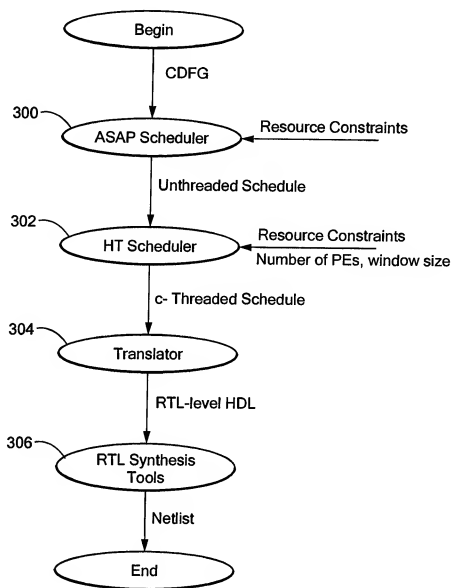 Begin
CDFG
300
ASAP Scheduler
Resource Constraints
Unthreaded Schedule
302
HT Scheduler
Resource Constraints
Number of PEs, window size
c- Threaded Schedule
304
Translator
RTL-level HDL
306
RTL Synthesis
Tools
Netlist
End